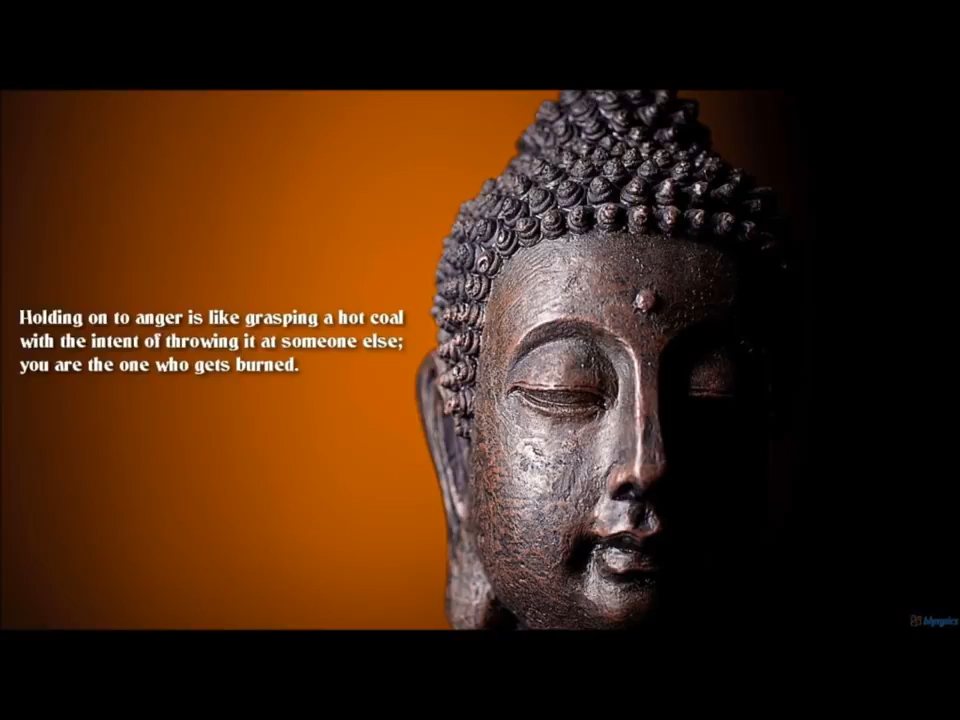 Holding on to anger is like grasping a hot coal
with the intent of throwing it at someone else;
you are the one who gets burned.